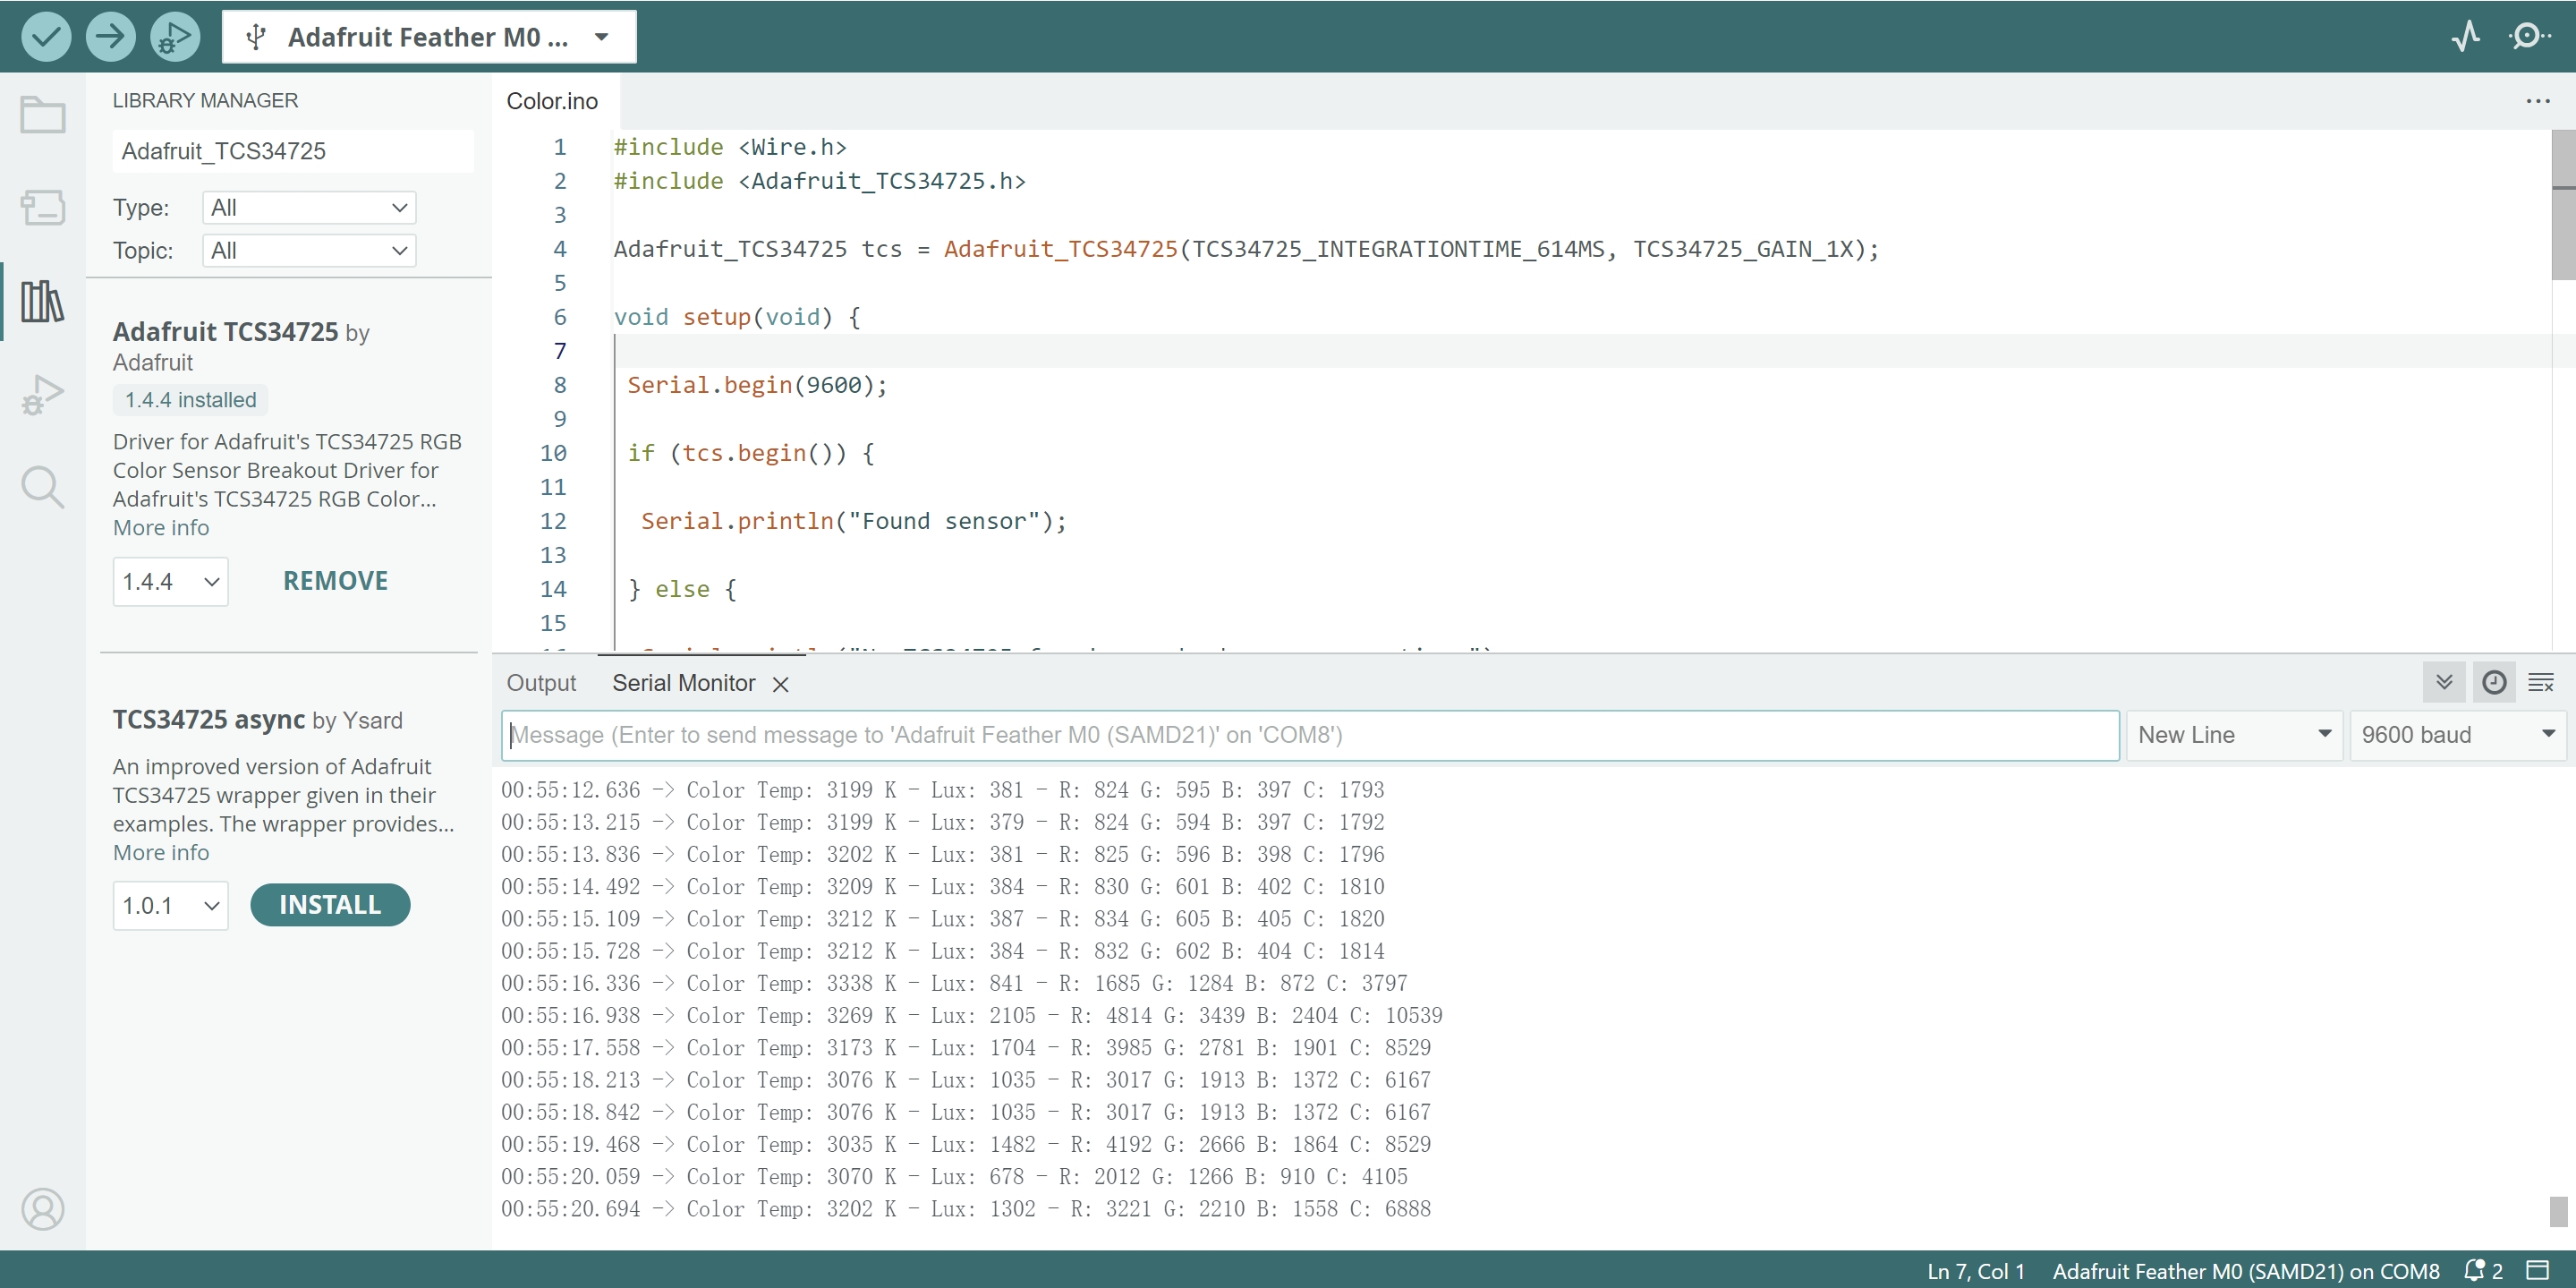 Adafruit Feather M0 ...
LIBRARY MANAGER
Adafruit_TCS34725
Type: All
Topic: All
Adafruit TCS34725 by
Adafruit
1.4.4 installed
Driver for Adafruit's TCS34725 RGB
Color Sensor Breakout Driver for
Adafruit's TCS34725 RGB Color...
More info
1.4.4 REMOVE
TCS34725 async by Ysard
An improved version of Adafruit
TCS34725 wrapper given in their
examples. The wrapper provides...
More info
1.0.1 INSTALL
Color.ino
1 #include <Wire.h>
2 #include <Adafruit_TCS34725.h>
3
4 Adafruit_TCS34725 tcs = Adafruit_TCS34725(TCS34725_INTEGRATIONTIME_614MS, TCS34725_GAIN_1X);
5
6 void setup(void) {
7
8 Serial.begin(9600);
9
10 if (tcs.begin()) {
11
12 Serial.println("Found sensor");
13
14 } else {
15
Output Serial Monitor
Message (Enter to send message to 'Adafruit Feather M0 (SAMD21)' on 'COM8')
New Line 9600 baud
00:55:12.636 -> Color Temp: 3199 K - Lux: 381 - R: 824 G: 595 B: 397 C: 1793
00:55:13.215 -> Color Temp: 3199 K - Lux: 379 - R: 824 G: 594 B: 397 C: 1792
00:55:13.836 -> Color Temp: 3202 K - Lux: 381 - R: 825 G: 596 B: 398 C: 1796
00:55:14.492 -> Color Temp: 3209 K - Lux: 384 - R: 830 G: 601 B: 402 C: 1810
00:55:15.109 -> Color Temp: 3212 K - Lux: 387 - R: 834 G: 605 B: 405 C: 1820
00:55:15.728 -> Color Temp: 3212 K - Lux: 384 - R: 832 G: 602 B: 404 C: 1814
00:55:16.336 -> Color Temp: 3338 K - Lux: 841 - R: 1685 G: 1284 B: 872 C: 3797
00:55:16.938 -> Color Temp: 3269 K - Lux: 2105 - R: 4814 G: 3439 B: 2404 C: 10539
00:55:17.558 -> Color Temp: 3173 K - Lux: 1704 - R: 3985 G: 2781 B: 1901 C: 8529
00:55:18.213 -> Color Temp: 3076 K - Lux: 1035 - R: 3017 G: 1913 B: 1372 C: 6167
00:55:18.842 -> Color Temp: 3076 K - Lux: 1035 - R: 3017 G: 1913 B: 1372 C: 6167
00:55:19.468 -> Color Temp: 3035 K - Lux: 1482 - R: 4192 G: 2666 B: 1864 C: 8529
00:55:20.059 -> Color Temp: 3070 K - Lux: 678 - R: 2012 G: 1266 B: 910 C: 4105
00:55:20.694 -> Color Temp: 3202 K - Lux: 1302 - R: 3221 G: 2210 B: 1558 C: 6888
Ln 7, Col 1 Adafruit Feather M0 (SAMD21) on COM8 2